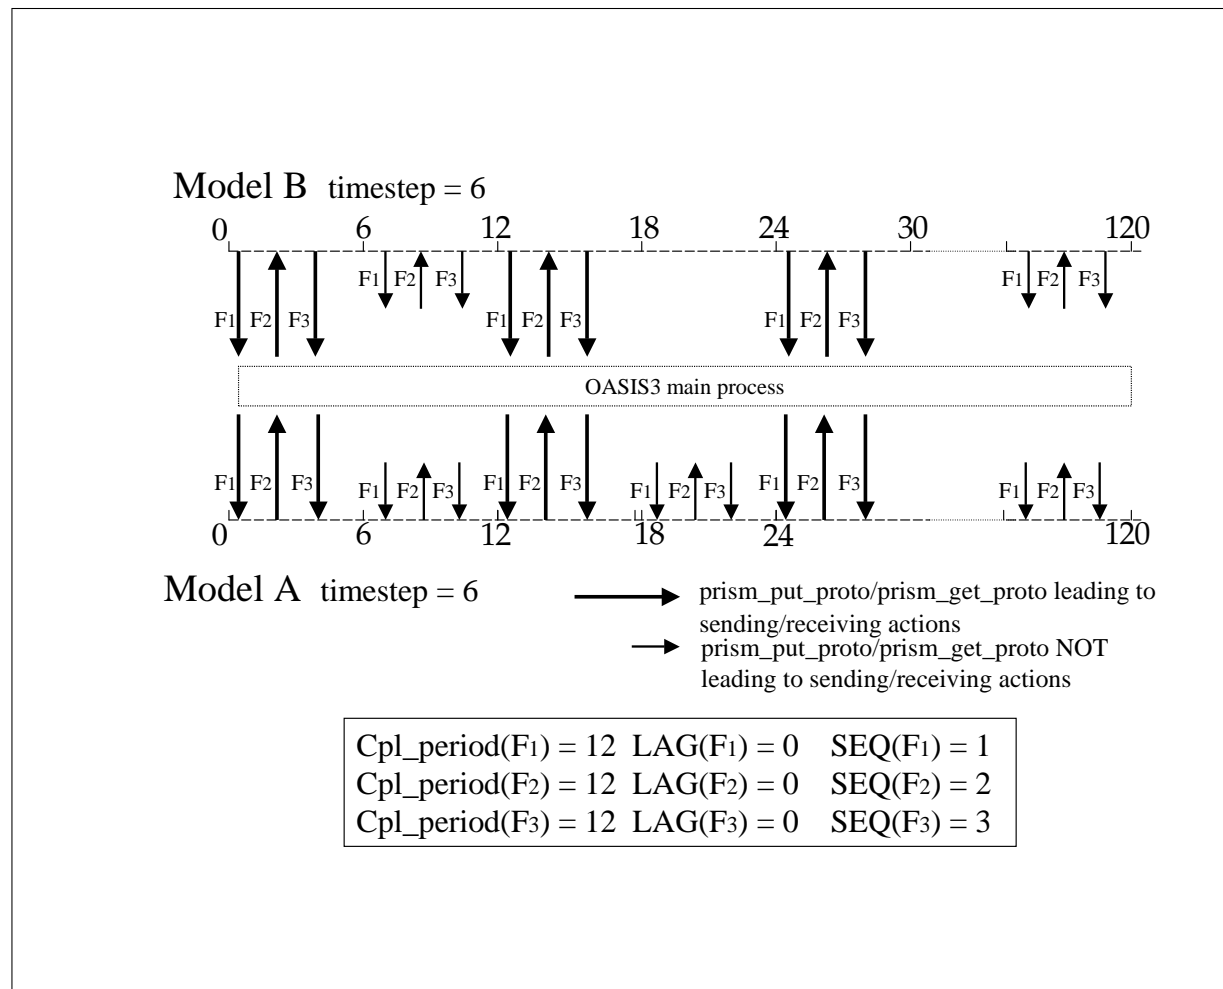 Model B timestep = 6
0 6 12 18 24 30 120
F1 F2 F3 F1 F2 F3
F1 F2 F3 F1 F2 F3 F1 F2 F3
OASIS3 main process
F1 F2 F3 F1 F2 F3 F1 F2 F3 F1 F2 F3 F1 F2 F3 F1 F2 F3
0 6 12 18 24 120
Model A timestep = 6
prism_put_proto/prism_get_proto leading to
sending/receiving actions
prism_put_proto/prism_get_proto NOT
leading to sending/receiving actions
Cpl_period(F1) = 12 LAG(F1) = 0 SEQ(F1) = 1
Cpl_period(F2) = 12 LAG(F2) = 0 SEQ(F2) = 2
Cpl_period(F3) = 12 LAG(F3) = 0 SEQ(F3) = 3